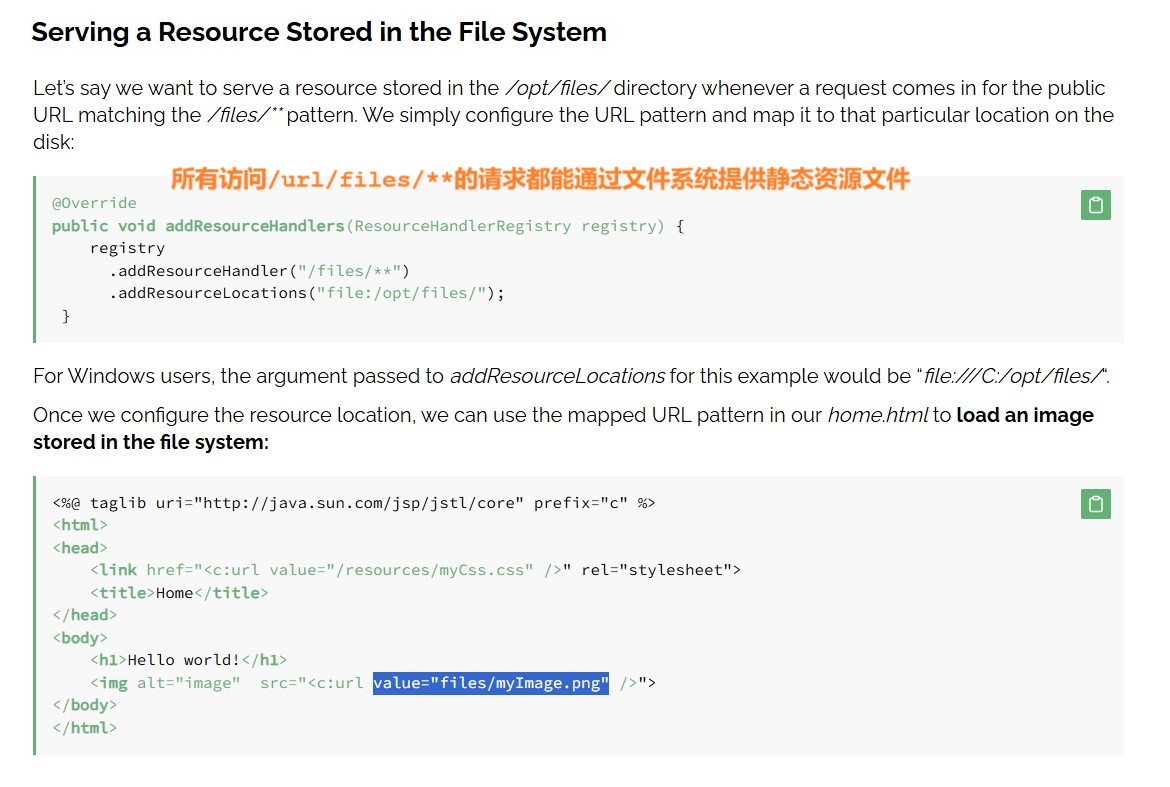 Serving a Resource Stored in the File System
Let’s say we want to serve a resource stored in the /opt/files/ directory whenever a request comes in for the public
URL matching the /files/** pattern. We simply configure the URL pattern and map it to that particular location on the
disk:
所有访问/url/files/**的请求都能通过文件系统提供静态资源文件
@Override
public void addResourceHandlers(ResourceHandlerRegistry registry) {
    registry
      .addResourceHandler("/files/**")
      .addResourceLocations("file:/opt/files/");
 }
For Windows users, the argument passed to addResourceLocations for this example would be “file:///C:/opt/files/“.
Once we configure the resource location, we can use the mapped URL pattern in our home.html to load an image
stored in the file system:
<%@ taglib uri="http://java.sun.com/jsp/jstl/core" prefix="c" %>
<html>
<head>
    <link href="<c:url value="/resources/myCss.css" />" rel="stylesheet">
    <title>Home</title>
</head>
<body>
    <h1>Hello world!</h1>
    <img alt="image"  src="<c:url value="files/myImage.png" />">
</body>
</html>